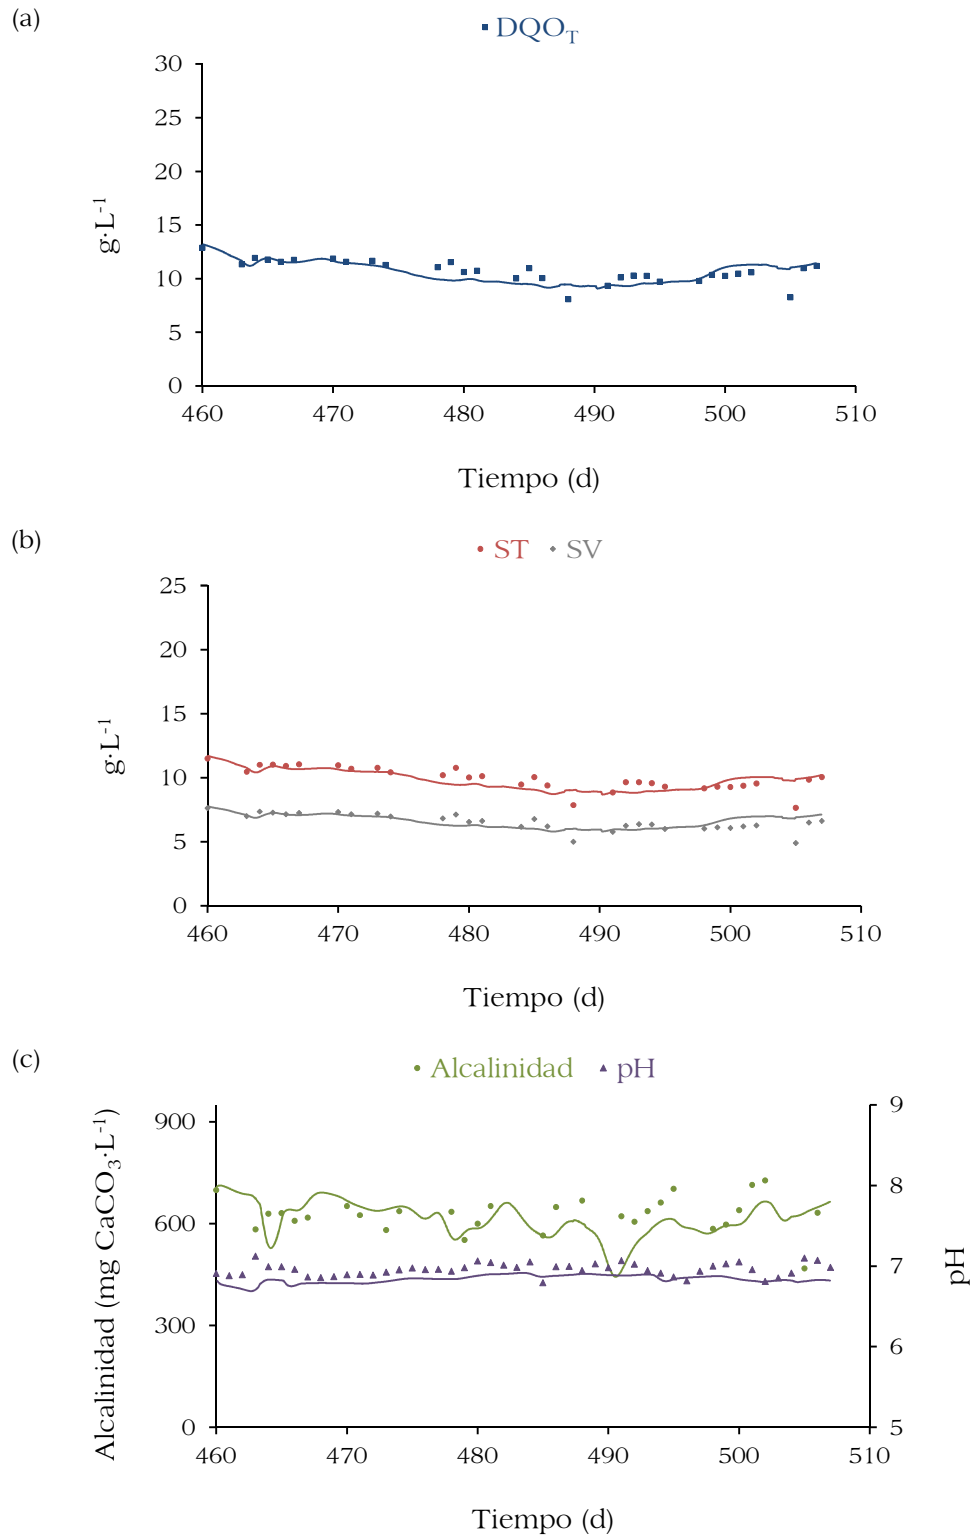 (a)
DQO_T
30
25
20
15
10
5
0
g·L⁻¹
460 470 480 490 500 510
Tiempo (d)
(b)
ST SV
25
20
15
10
5
0
g·L⁻¹
460 470 480 490 500 510
Tiempo (d)
(c)
Alcalinidad pH
900
600
300
0
Alcalinidad (mg CaCO₃·L⁻¹)
9
8
7
6
5
pH
460 470 480 490 500 510
Tiempo (d)